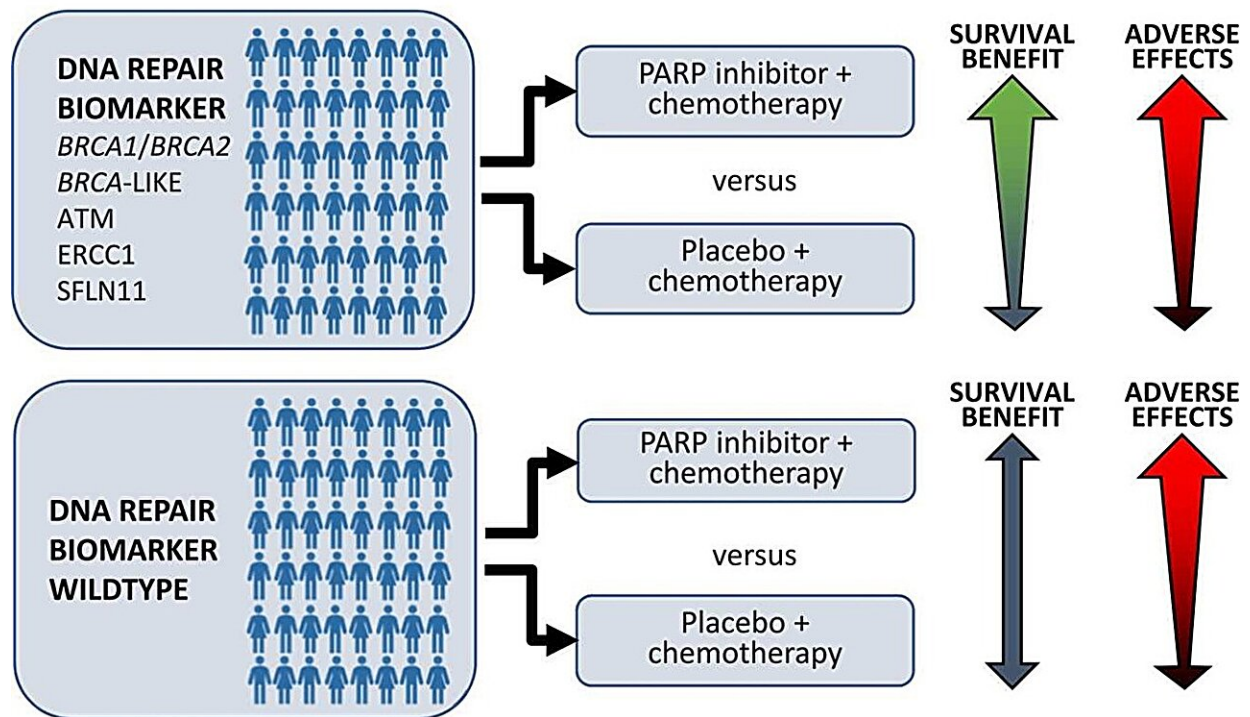 DNA REPAIR
BIOMARKER
BRCA1/BRCA2
BRCA-LIKE
ATM
ERCC1
SFLN11
PARP inhibitor +
chemotherapy
versus
Placebo +
chemotherapy
SURVIVAL
BENEFIT
ADVERSE
EFFECTS
DNA REPAIR
BIOMARKER
WILDTYPE
PARP inhibitor +
chemotherapy
versus
Placebo +
chemotherapy
SURVIVAL
BENEFIT
ADVERSE
EFFECTS